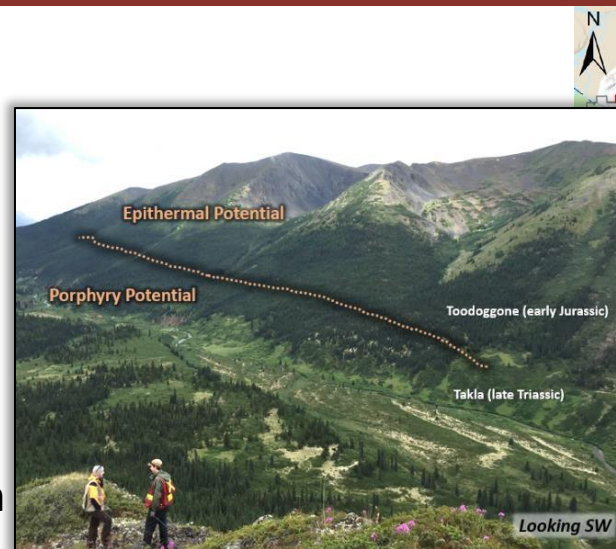 N
Epithermal Potential
Porphyry Potential
Toodoggone (early Jurassic)
Takla (late Triassic)
Looking SW